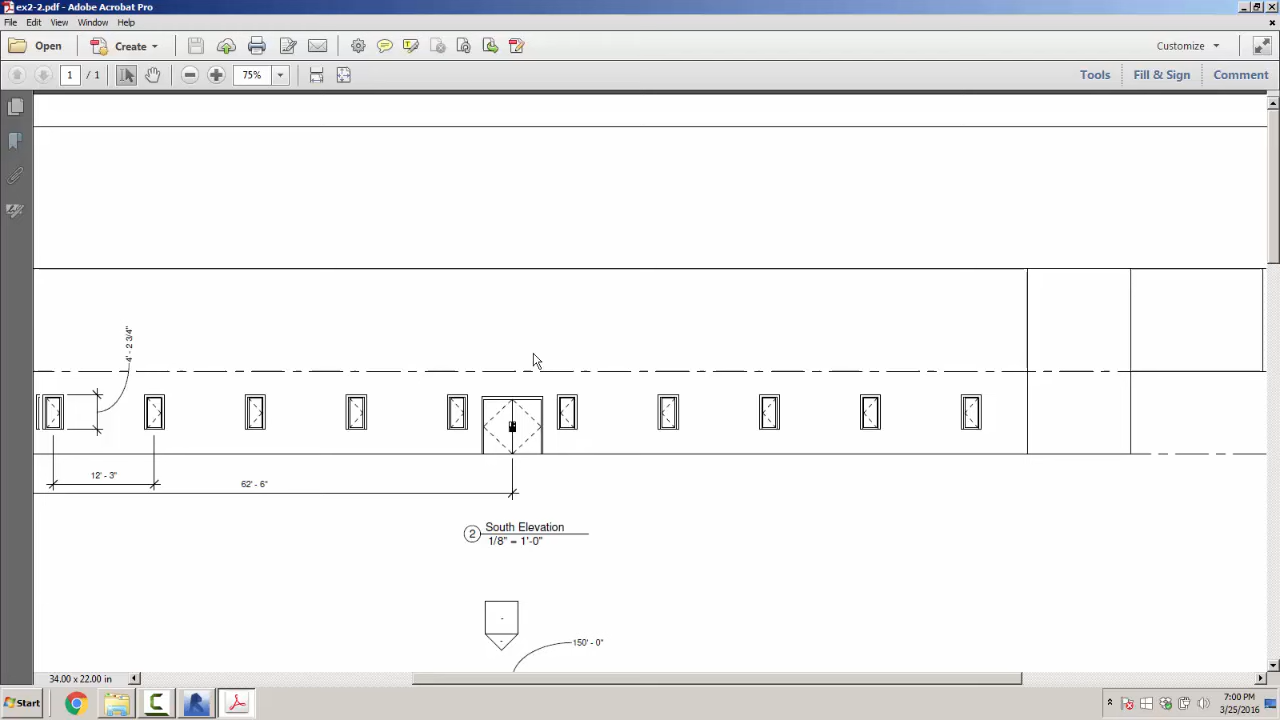 ex2-2.pdf - Adobe Acrobat Pro
File Edit View Window Help
Open Create Customize
1 / 1 75% Tools Fill & Sign Comment
4' - 2 3/4"
12' - 3"
62' - 6"
2 South Elevation
1/8" = 1'-0"
150' - 0"
34.00 x 22.00 in
Start 7:00 PM
3/25/2016